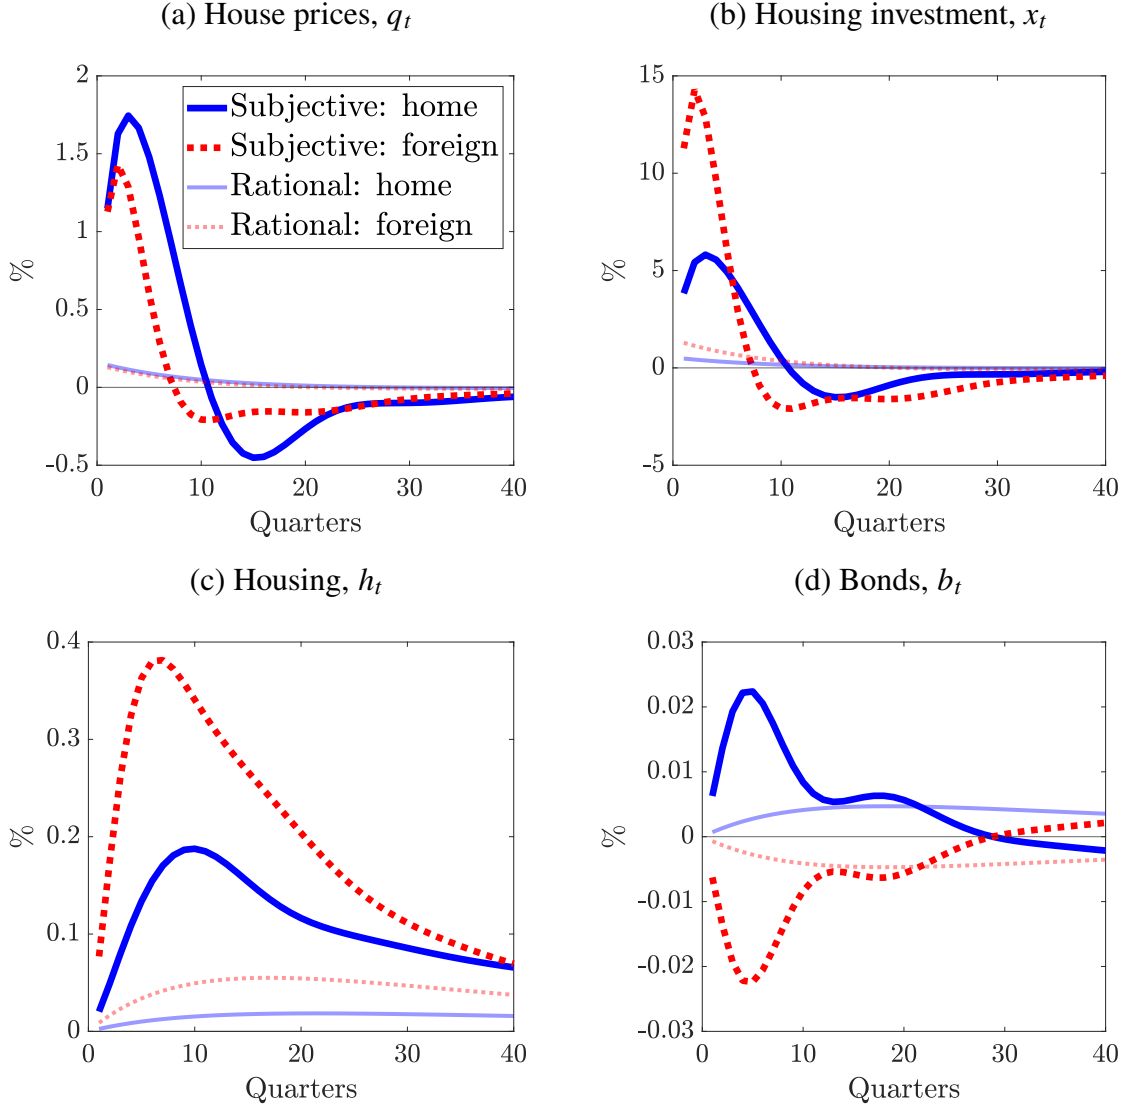 (a) House prices, q_t
2
1.5
1
0.5
0
-0.5
%
Subjective: home
Subjective: foreign
Rational: home
Rational: foreign
0 10 20 30 40
Quarters
(b) Housing investment, x_t
15
10
5
0
-5
%
0 10 20 30 40
Quarters
(c) Housing, h_t
0.4
0.3
0.2
0.1
0
%
0 10 20 30 40
Quarters
(d) Bonds, b_t
0.03
0.02
0.01
0
-0.01
-0.02
-0.03
%
0 10 20 30 40
Quarters